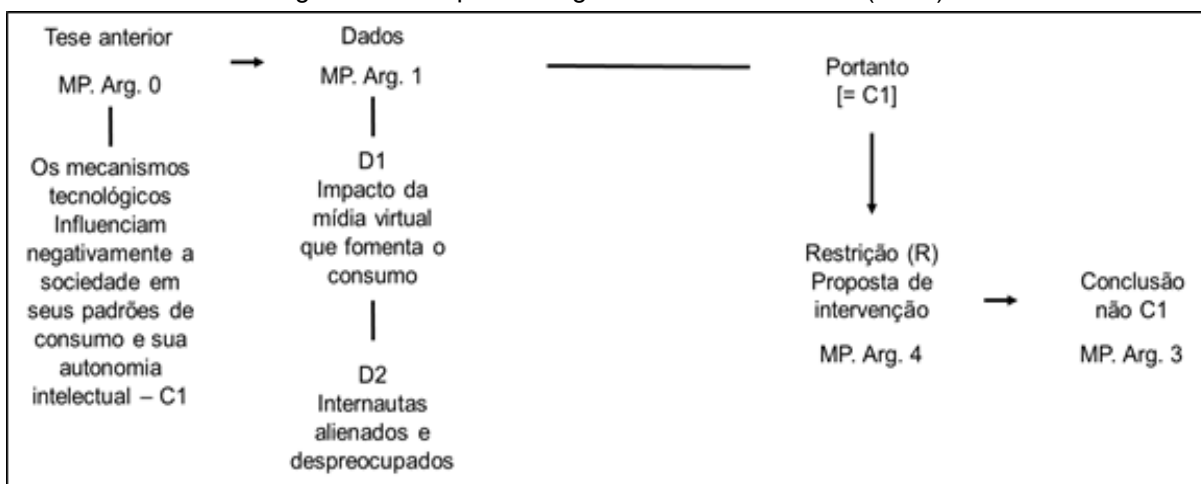 Tese anterior
MP. Arg. 0
Os mecanismos
tecnológicos
Influenciam
negativamente a
sociedade em
seus padrões de
consumo e sua
autonomia
intelectual – C1
Dados
MP. Arg. 1
D1
Impacto da
mídia virtual
que fomenta o
consumo
D2
Internautas
alienados e
despreocupados
Portanto
[= C1]
Restrição (R)
Proposta de
intervenção
MP. Arg. 4
Conclusão
não C1
MP. Arg. 3